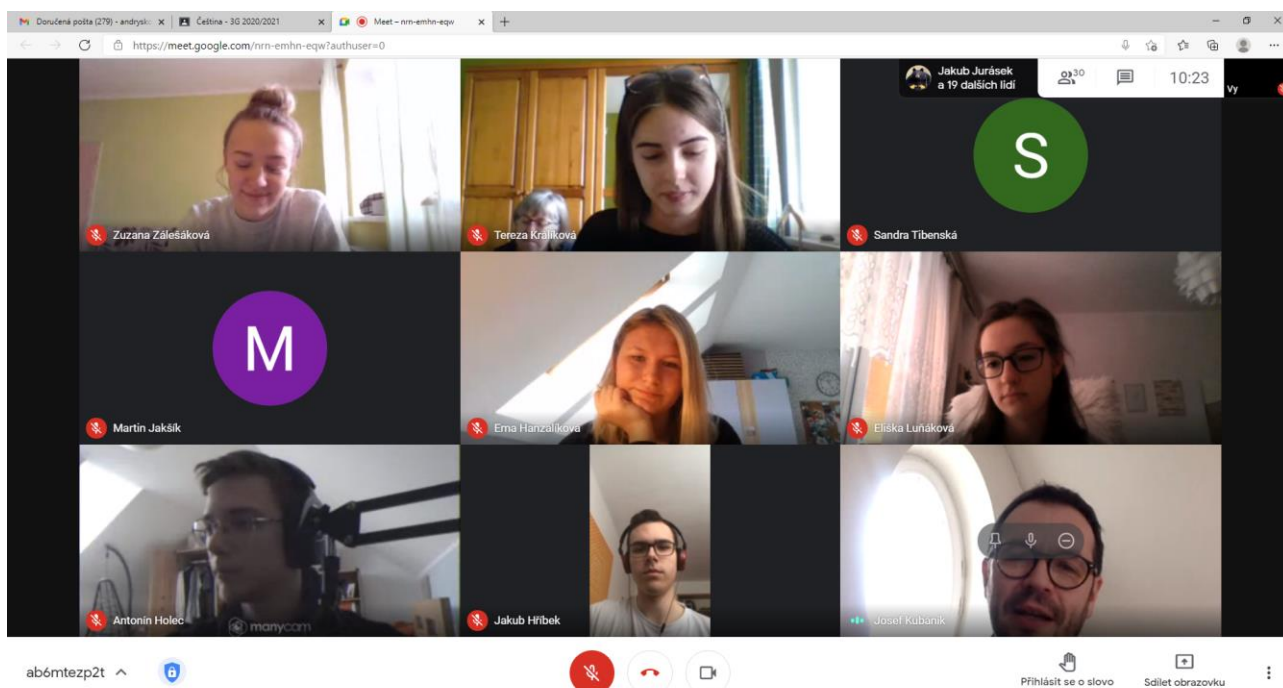 Doručená pošta (279) - andrysk
Čeština - 3G 2020/2021
Meet – nrn-emhn-eqw
https://meet.google.com/nrn-emhn-eqw?authuser=0
Jakub Jurásek
a 19 dalších lidí
30
10:23
Vy
Zuzana Zálešáková
Tereza Králíková
S
Sandra Tibenská
M
Martin Jakšík
Ema Hanzalíková
Eliška Luňáková
Antonín Holec
manycam
Jakub Hříbek
Josef Kubáník
ab6mtezp2t
Přihlásit se o slovo
Sdílet obrazovku